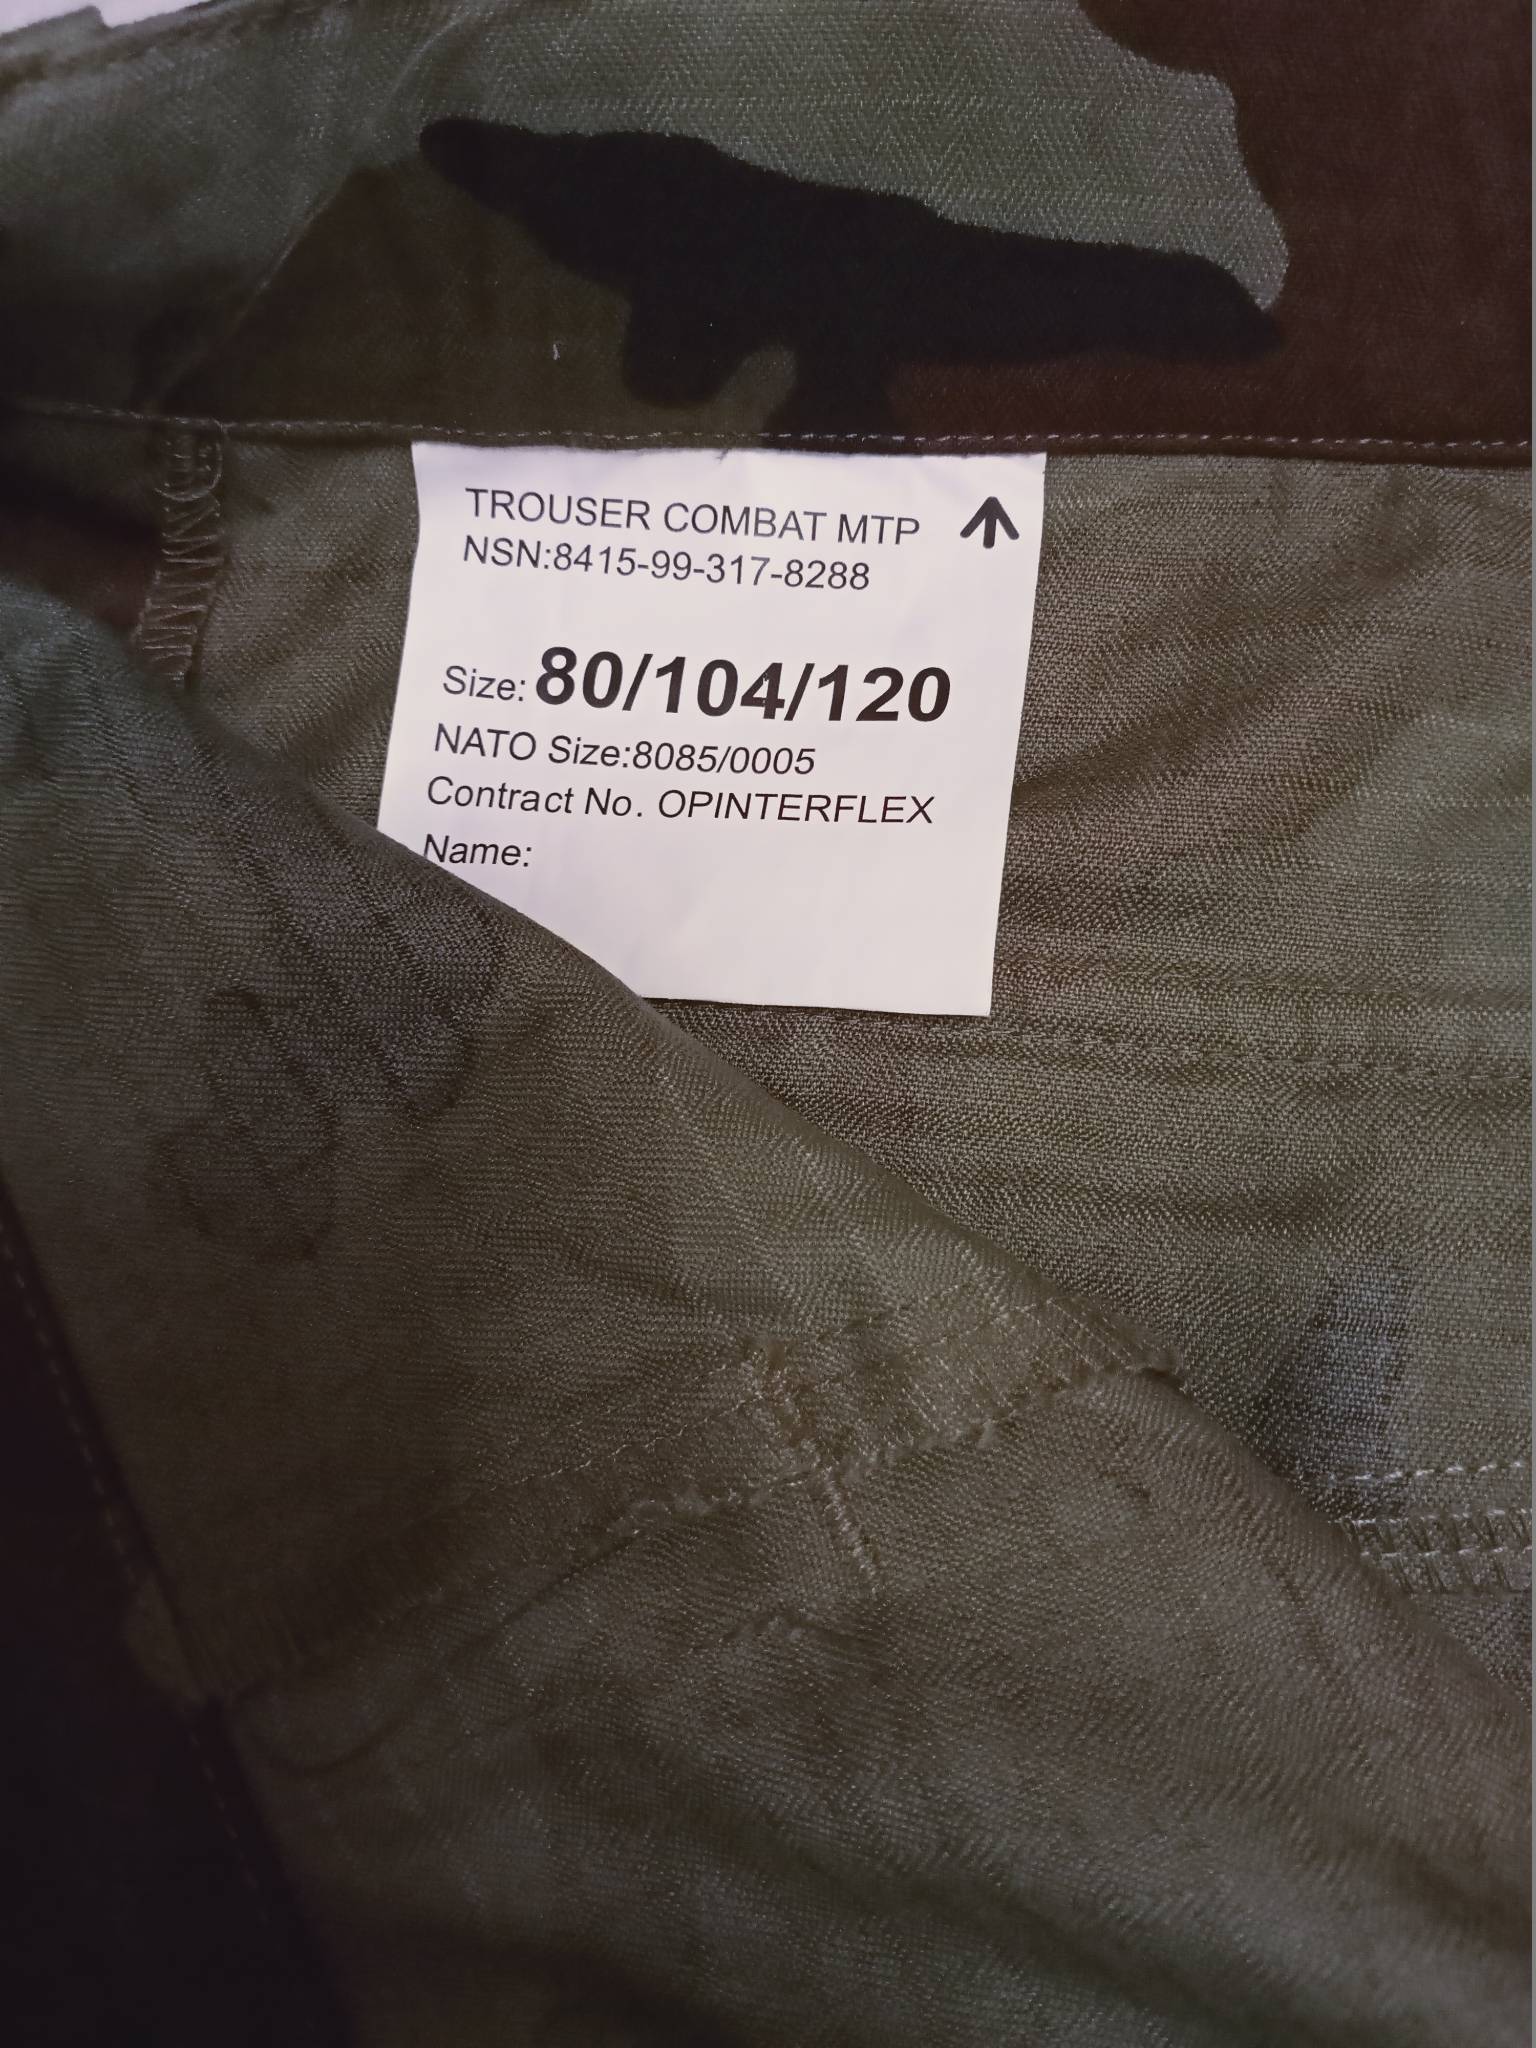 TROUSER COMBAT MTP
NSN:8415-99-317-8288
Size: 80/104/120
NATO Size:8085/0005
Contract No. OPINTERFLEX
Name: